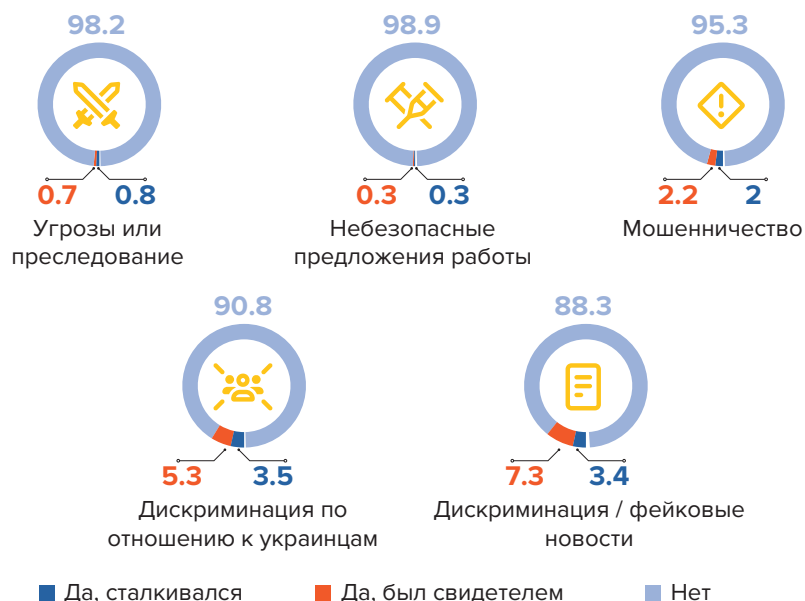 98.2
98.9
95.3
0.7
0.8
0.3
0.3
2.2
2
Угрозы или
преследование
Небезопасные
предложения работы
Мошенничество
90.8
88.3
5.3
3.5
7.3
3.4
Дискриминация по
отношению к украинцам
Дискриминация / фейковые
новости
Да, сталкивался
Да, был свидетелем
Нет